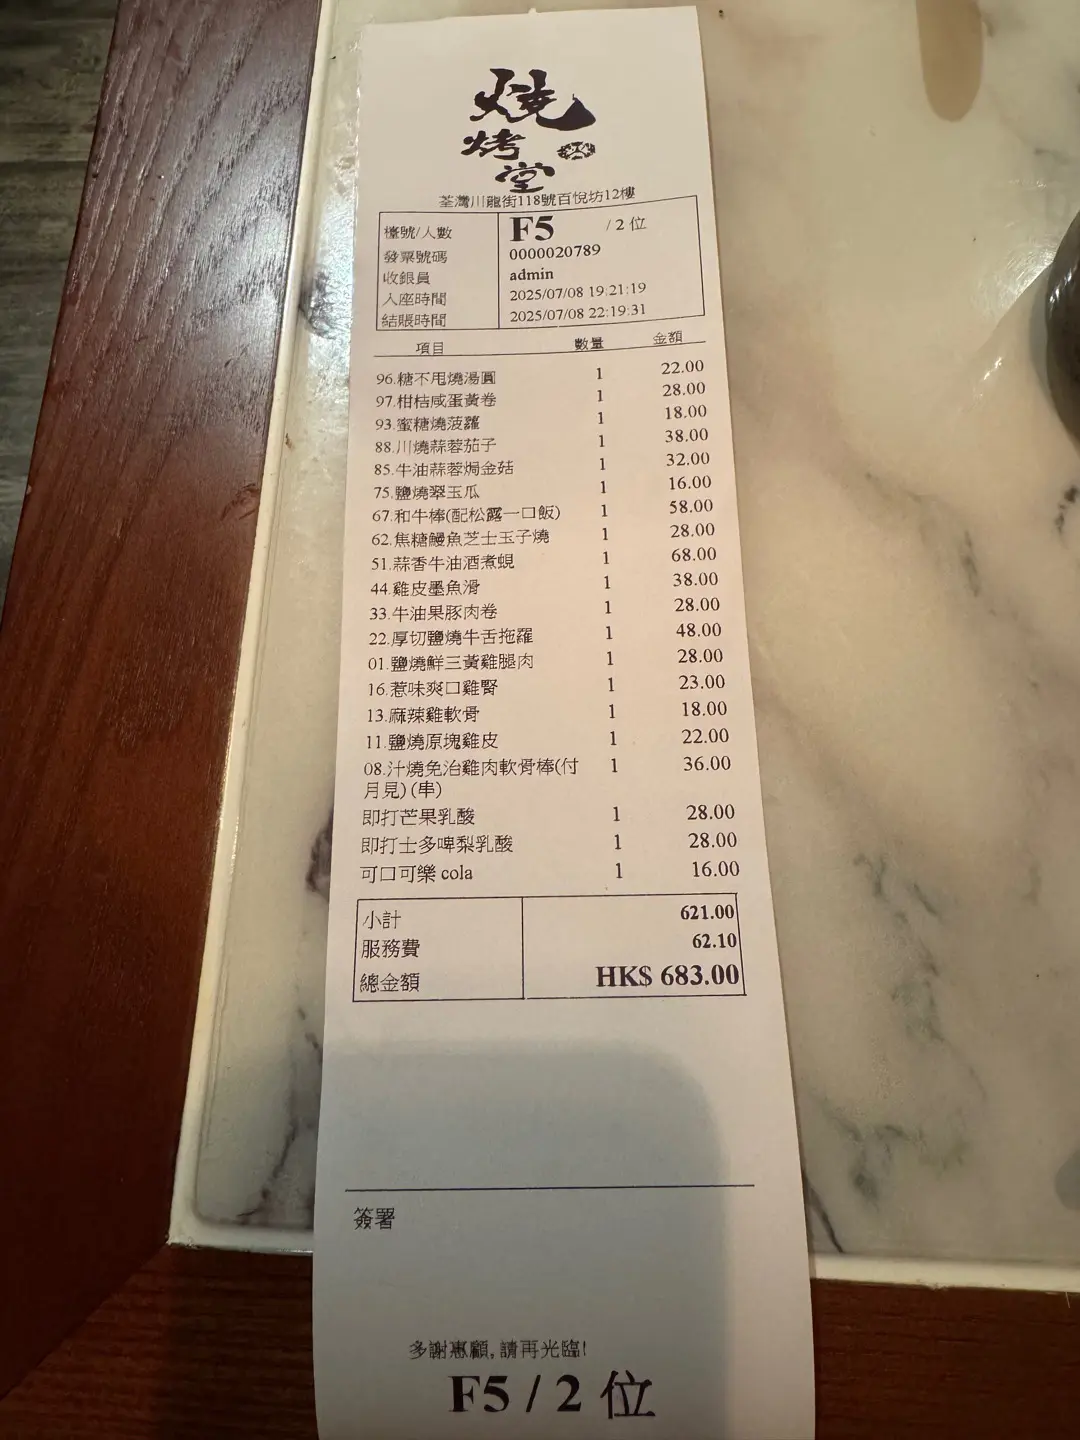 燒
烤
堂
荃灣川龍街118號百悅坊12樓
檯號/人數 F5 / 2 位
發票號碼 0000020789
收銀員 admin
入座時間 2025/07/08 19:21:19
結賬時間 2025/07/08 22:19:31
項目 數量 金額
96.糖不甩燒湯圓 1 22.00
97.柑桔咸蛋黃卷 1 28.00
93.蜜糖燒菠蘿 1 18.00
88.川燒蒜蓉茄子 1 38.00
85.牛油蒜蓉焗金菇 1 32.00
75.鹽燒翠玉瓜 1 16.00
67.和牛棒(配松露一口飯) 1 58.00
62.焦糖鰻魚芝士玉子燒 1 28.00
51.蒜香牛油酒煮蜆 1 68.00
44.雞皮墨魚滑 1 38.00
33.牛油果豚肉卷 1 28.00
22.厚切鹽燒牛舌拖羅 1 48.00
01.鹽燒鮮三黃雞腿肉 1 28.00
16.惹味爽口雞腎 1 23.00
13.麻辣雞軟骨 1 18.00
11.鹽燒原塊雞皮 1 22.00
08.汁燒免治雞肉軟骨棒(付 1 36.00
月見) (串)
即打芒果乳酸 1 28.00
即打士多啤梨乳酸 1 28.00
可口可樂 cola 1 16.00
小計 621.00
服務費 62.10
總金額 HK$ 683.00
簽署
多謝惠顧, 請再光臨!
F5 / 2 位